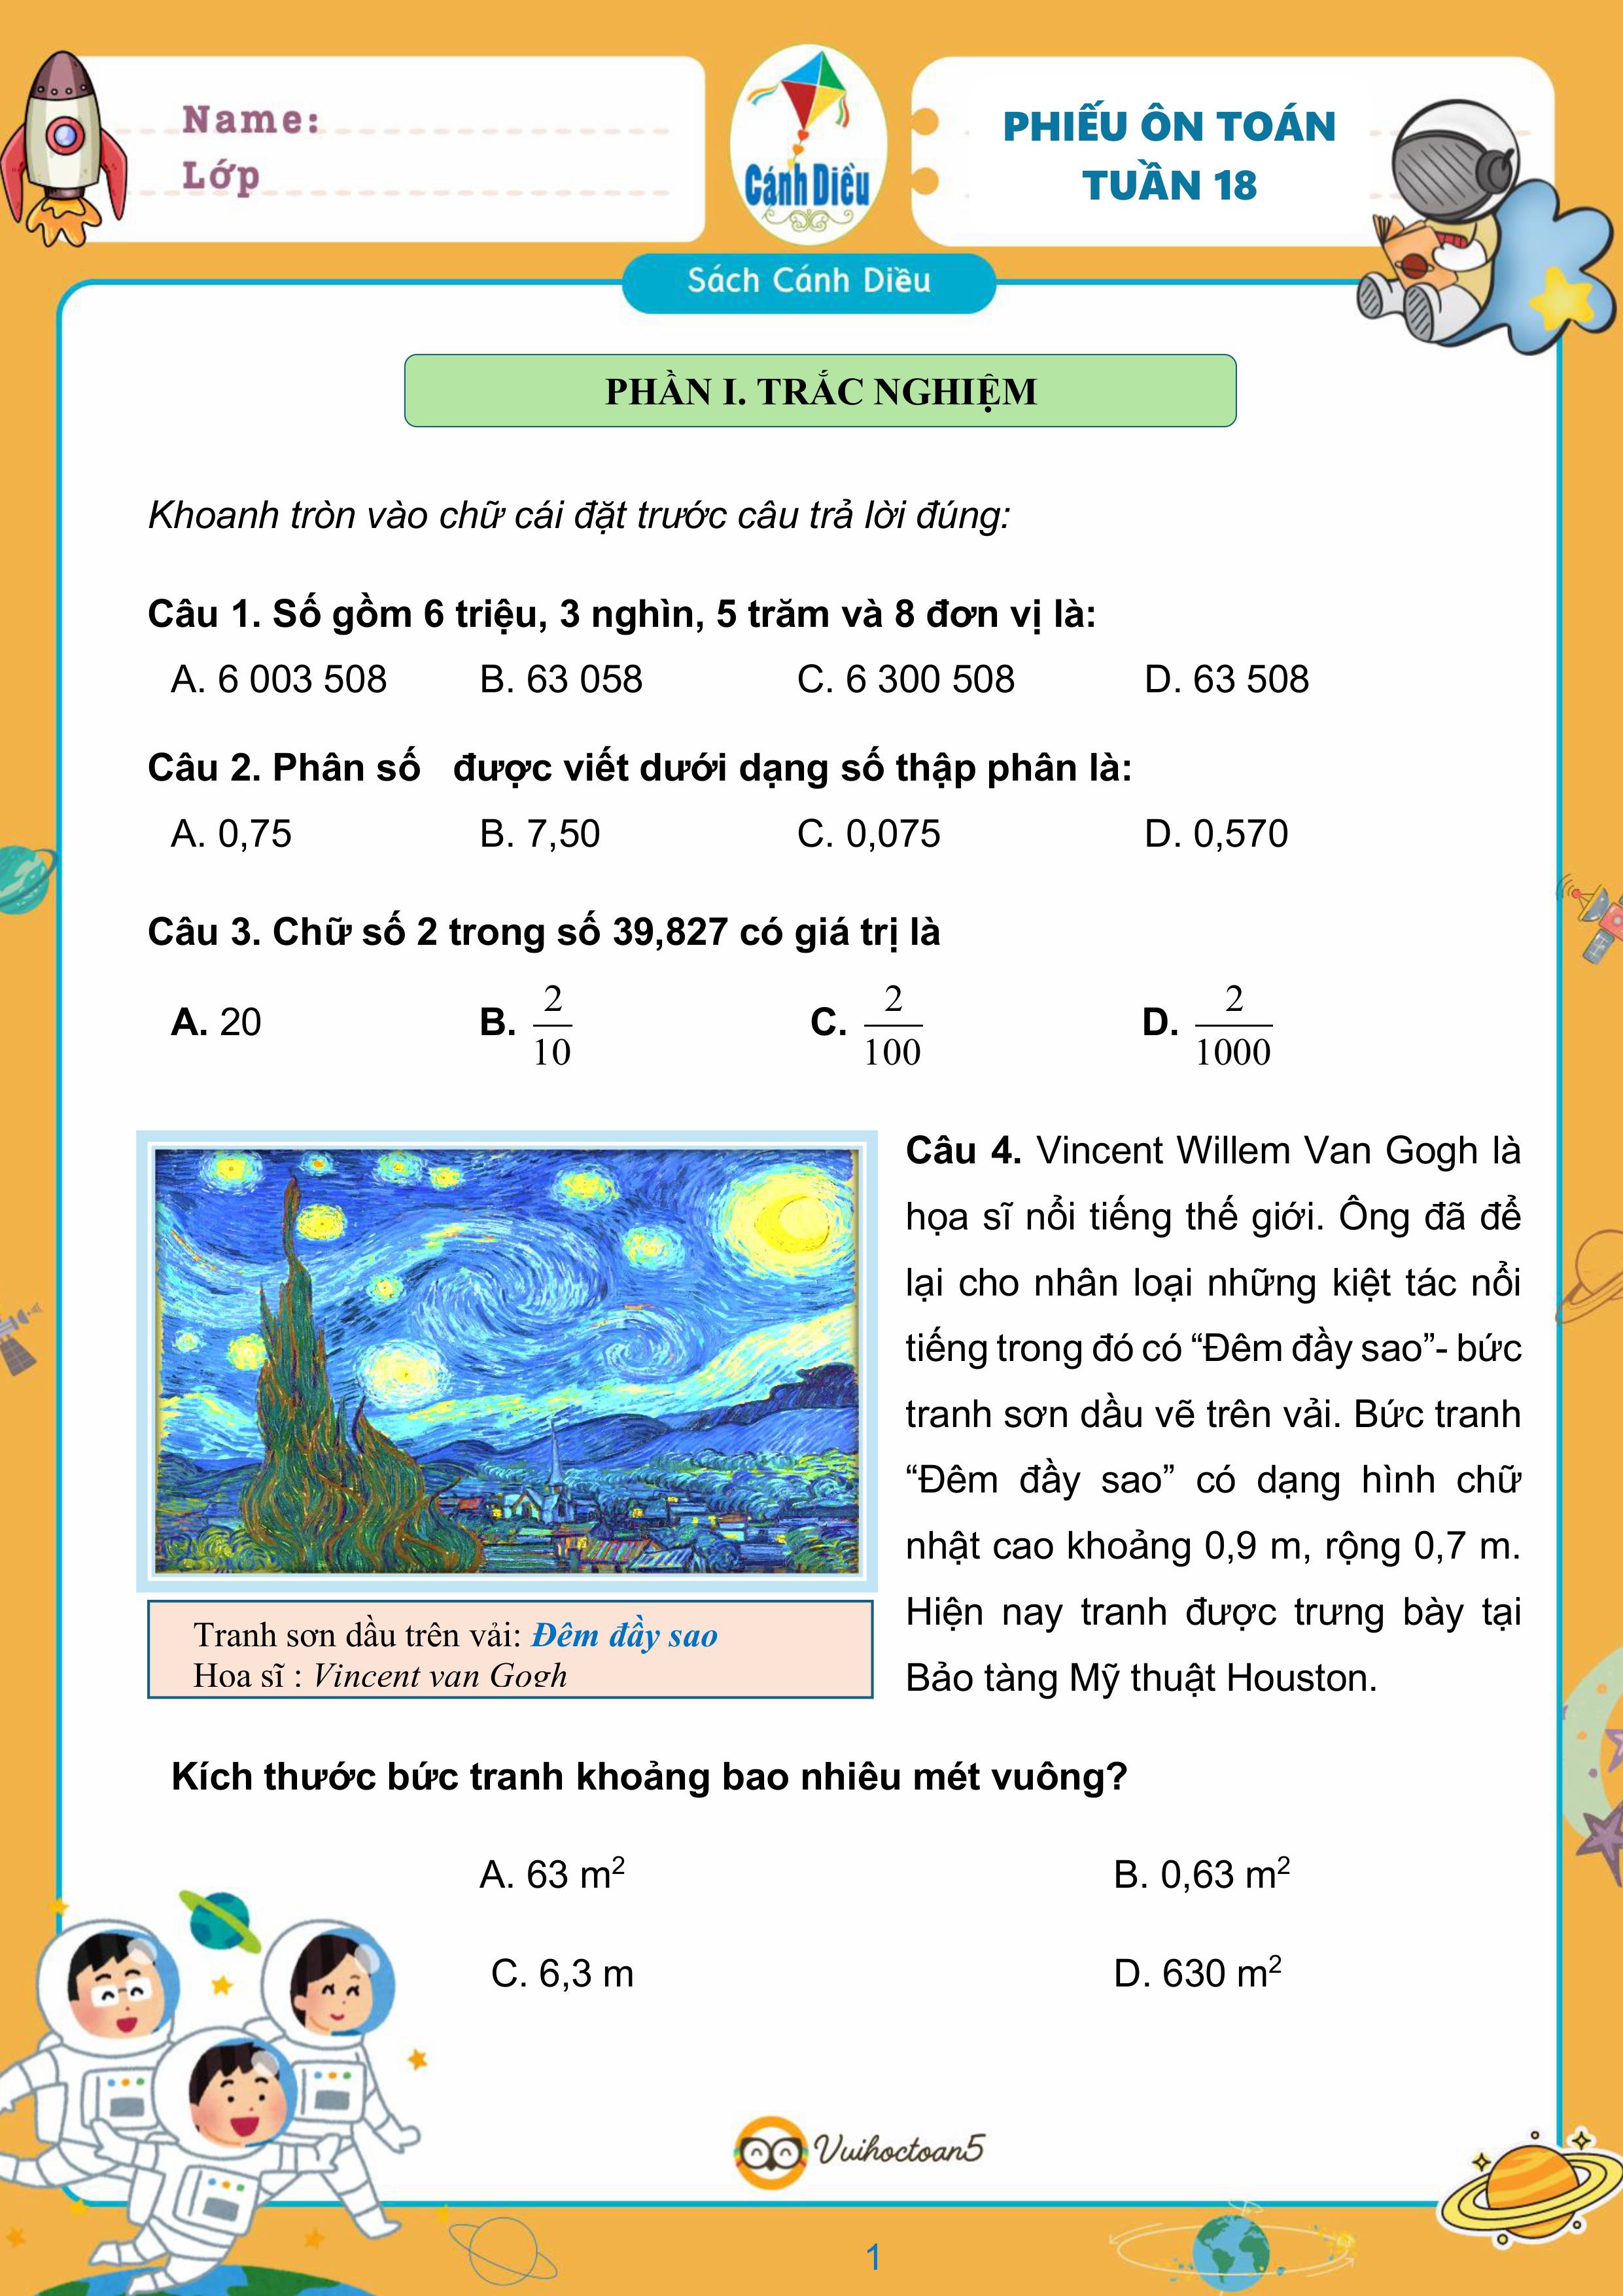 Name:
Lớp
Cánh Diều
PHIẾU ÔN TOÁN
TUẦN 18
Sách Cánh Diều
PHẦN I. TRẮC NGHIỆM
Khoanh tròn vào chữ cái đặt trước câu trả lời đúng:
Câu 1. Số gồm 6 triệu, 3 nghìn, 5 trăm và 8 đơn vị là:
A. 6 003 508 B. 63 058 C. 6 300 508 D. 63 508
Câu 2. Phân số được viết dưới dạng số thập phân là:
A. 0,75 B. 7,50 C. 0,075 D. 0,570
Câu 3. Chữ số 2 trong số 39,827 có giá trị là
A. 20 B. 2/10 C. 2/100 D. 2/1000
Câu 4. Vincent Willem Van Gogh là
họa sĩ nổi tiếng thế giới. Ông đã để
lại cho nhân loại những kiệt tác nổi
tiếng trong đó có “Đêm đầy sao”- bức
tranh sơn dầu vẽ trên vải. Bức tranh
“Đêm đầy sao” có dạng hình chữ
nhật cao khoảng 0,9 m, rộng 0,7 m.
Hiện nay tranh được trưng bày tại
Bảo tàng Mỹ thuật Houston.
Tranh sơn dầu trên vải: Đêm đầy sao
Hoa sĩ : Vincent van Gogh
Kích thước bức tranh khoảng bao nhiêu mét vuông?
A. 63 m² B. 0,63 m²
C. 6,3 m D. 630 m²
Vuihoctoan5
1